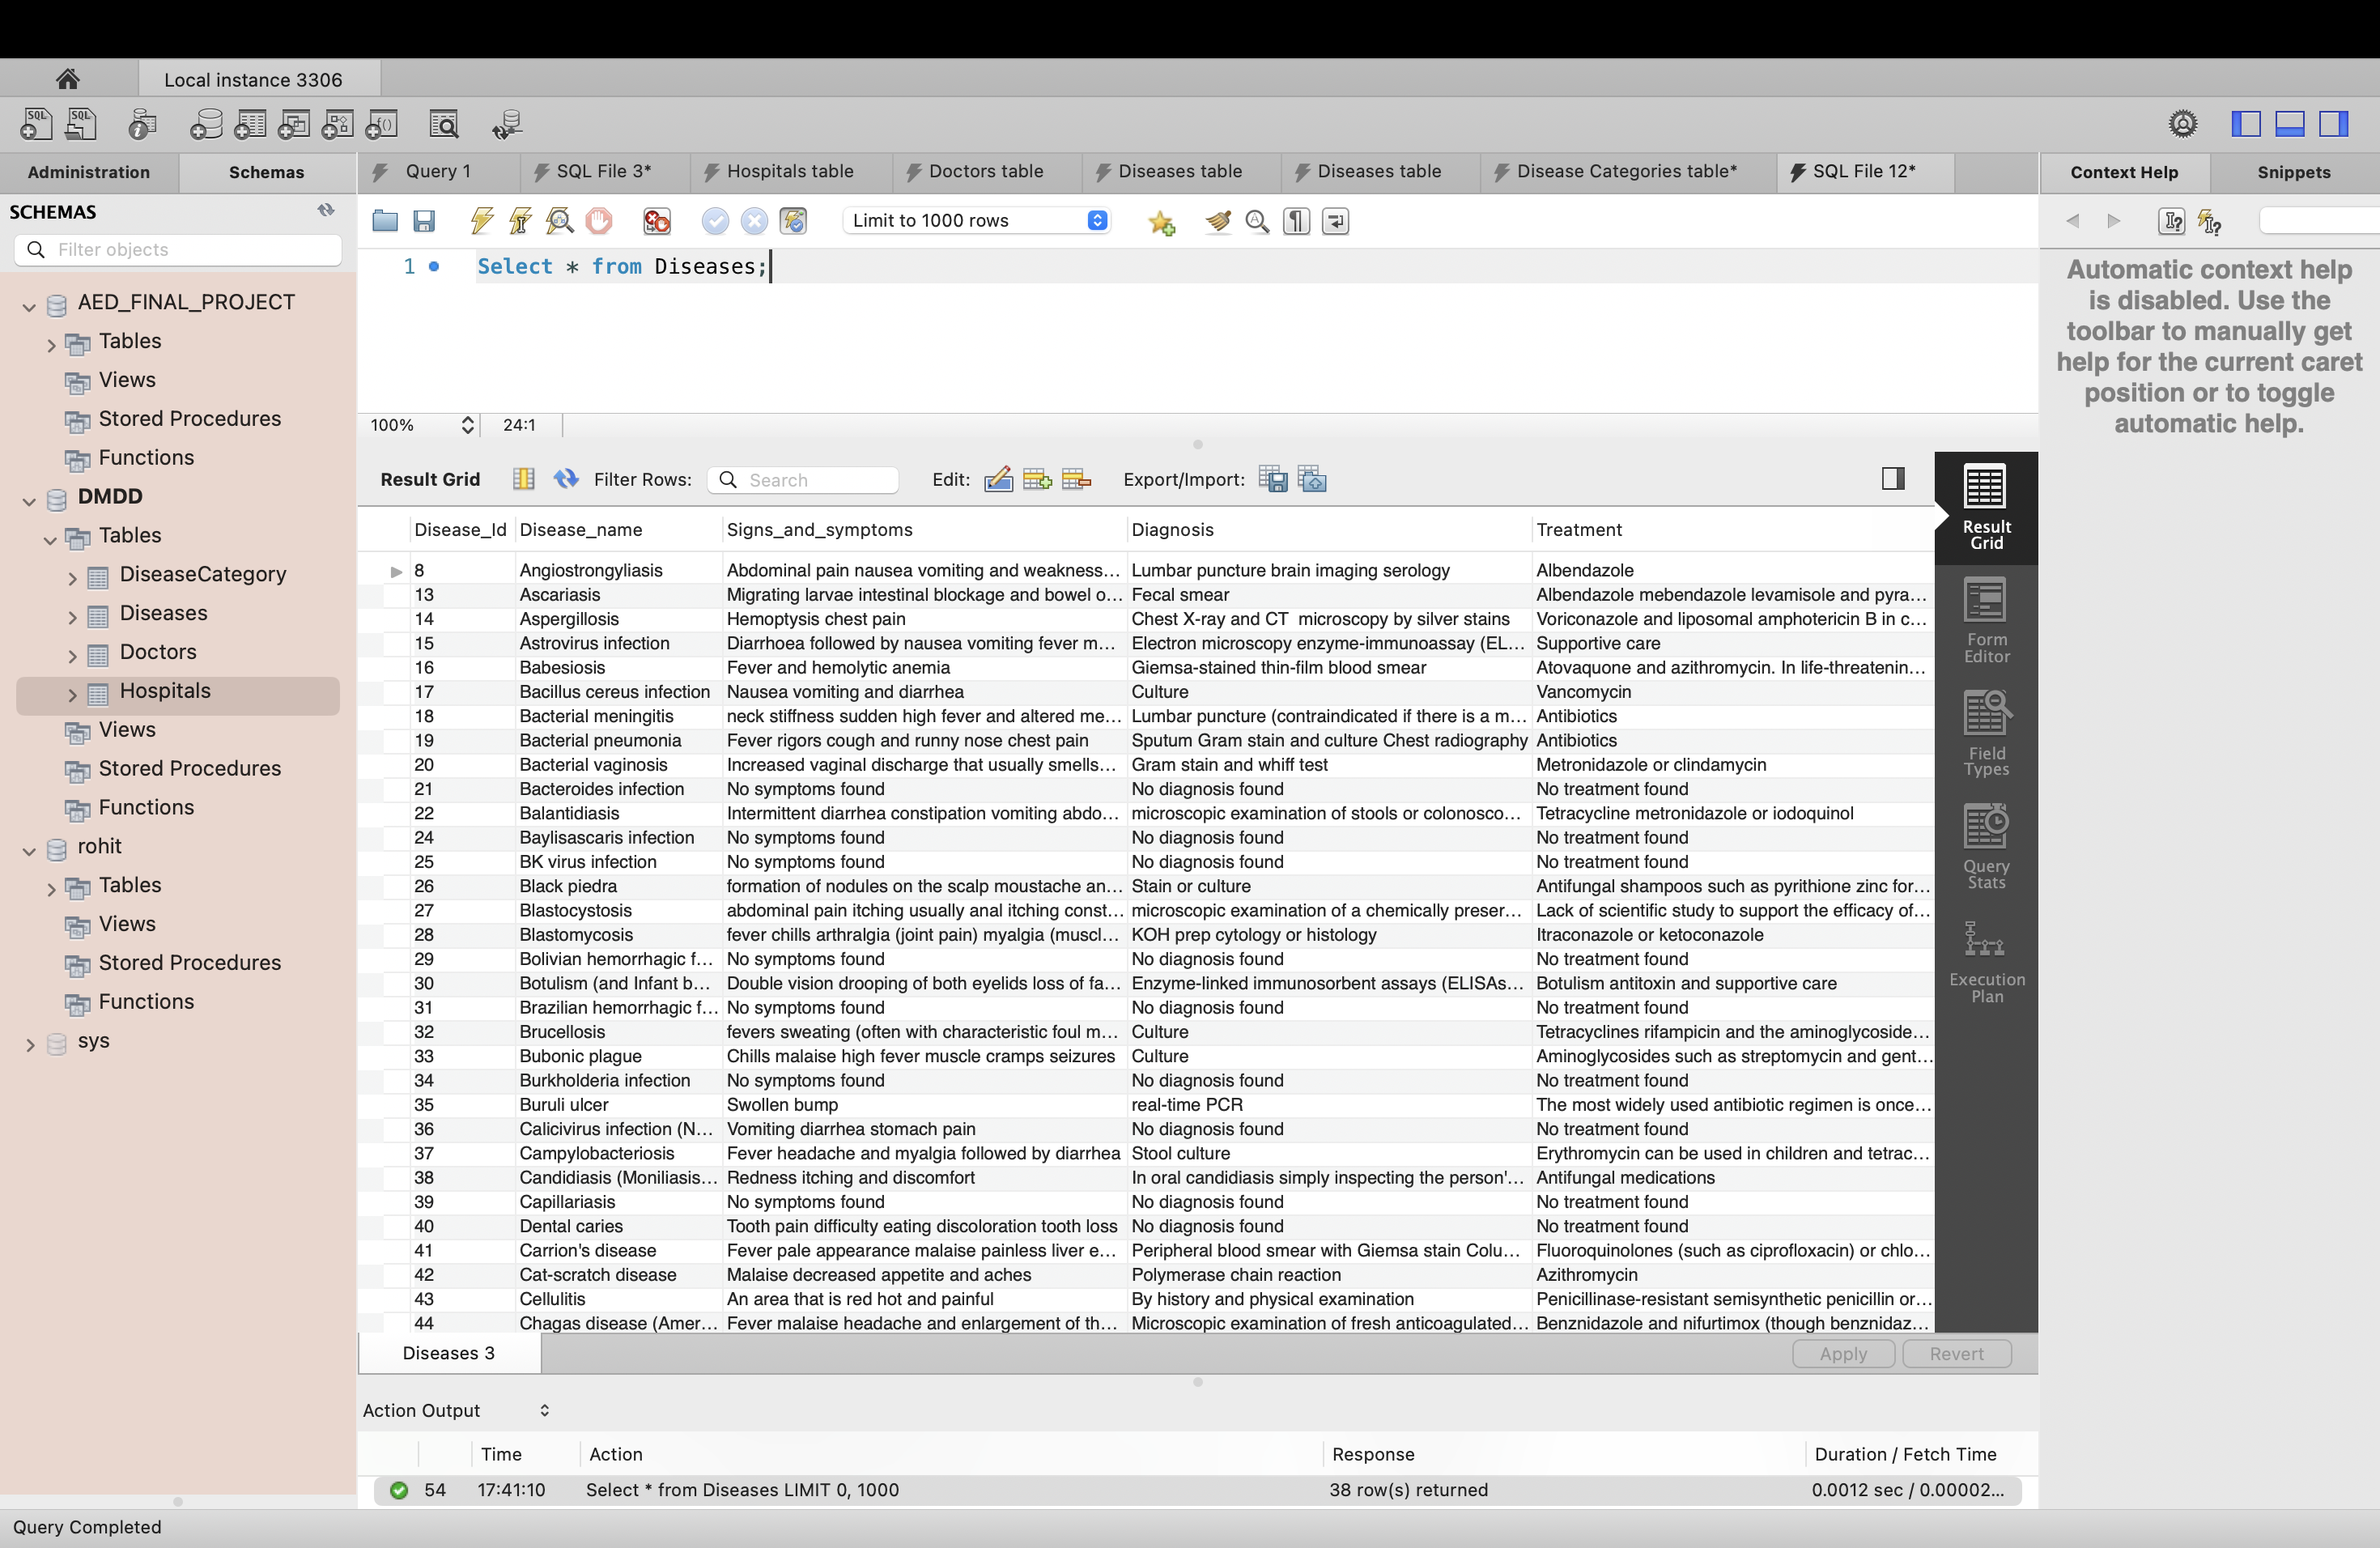 Local instance 3306
SQL SQL f()
Administration Schemas
Query 1 SQL File 3* Hospitals table Doctors table Diseases table Diseases table Disease Categories table* SQL File 12*
Context Help Snippets
SCHEMAS
Filter objects
Limit to 1000 rows
1 Select * from Diseases;
Automatic context help
is disabled. Use the
toolbar to manually get
help for the current caret
position or to toggle
automatic help.
AED_FINAL_PROJECT
Tables
Views
Stored Procedures
Functions
DMDD
Tables
DiseaseCategory
Diseases
Doctors
Hospitals
Views
Stored Procedures
Functions
rohit
Tables
Views
Stored Procedures
Functions
sys
100% 24:1
Result Grid Filter Rows: Search Edit: Export/Import:
Disease_Id Disease_name Signs_and_symptoms Diagnosis Treatment
8 Angiostrongyliasis Abdominal pain nausea vomiting and weakness... Lumbar puncture brain imaging serology Albendazole
13 Ascariasis Migrating larvae intestinal blockage and bowel o... Fecal smear Albendazole mebendazole levamisole and pyra...
14 Aspergillosis Hemoptysis chest pain Chest X-ray and CT microscopy by silver stains Voriconazole and liposomal amphotericin B in c...
15 Astrovirus infection Diarrhoea followed by nausea vomiting fever m... Electron microscopy enzyme-immunoassay (EL... Supportive care
16 Babesiosis Fever and hemolytic anemia Giemsa-stained thin-film blood smear Atovaquone and azithromycin. In life-threatenin...
17 Bacillus cereus infection Nausea vomiting and diarrhea Culture Vancomycin
18 Bacterial meningitis neck stiffness sudden high fever and altered me... Lumbar puncture (contraindicated if there is a m... Antibiotics
19 Bacterial pneumonia Fever rigors cough and runny nose chest pain Sputum Gram stain and culture Chest radiography Antibiotics
20 Bacterial vaginosis Increased vaginal discharge that usually smells... Gram stain and whiff test Metronidazole or clindamycin
21 Bacteroides infection No symptoms found No diagnosis found No treatment found
22 Balantidiasis Intermittent diarrhea constipation vomiting abdo... microscopic examination of stools or colonosco... Tetracycline metronidazole or iodoquinol
24 Baylisascaris infection No symptoms found No diagnosis found No treatment found
25 BK virus infection No symptoms found No diagnosis found No treatment found
26 Black piedra formation of nodules on the scalp moustache an... Stain or culture Antifungal shampoos such as pyrithione zinc for...
27 Blastocystosis abdominal pain itching usually anal itching const... microscopic examination of a chemically preser... Lack of scientific study to support the efficacy of...
28 Blastomycosis fever chills arthralgia (joint pain) myalgia (muscl... KOH prep cytology or histology Itraconazole or ketoconazole
29 Bolivian hemorrhagic f... No symptoms found No diagnosis found No treatment found
30 Botulism (and Infant b... Double vision drooping of both eyelids loss of fa... Enzyme-linked immunosorbent assays (ELISAs... Botulism antitoxin and supportive care
31 Brazilian hemorrhagic f... No symptoms found No diagnosis found No treatment found
32 Brucellosis fevers sweating (often with characteristic foul m... Culture Tetracyclines rifampicin and the aminoglycoside...
33 Bubonic plague Chills malaise high fever muscle cramps seizures Culture Aminoglycosides such as streptomycin and gent...
34 Burkholderia infection No symptoms found No diagnosis found No treatment found
35 Buruli ulcer Swollen bump real-time PCR The most widely used antibiotic regimen is once...
36 Calicivirus infection (N... Vomiting diarrhea stomach pain No diagnosis found No treatment found
37 Campylobacteriosis Fever headache and myalgia followed by diarrhea Stool culture Erythromycin can be used in children and tetrac...
38 Candidiasis (Moniliasis... Redness itching and discomfort In oral candidiasis simply inspecting the person'... Antifungal medications
39 Capillariasis No symptoms found No diagnosis found No treatment found
40 Dental caries Tooth pain difficulty eating discoloration tooth loss No diagnosis found No treatment found
41 Carrion's disease Fever pale appearance malaise painless liver e... Peripheral blood smear with Giemsa stain Colu... Fluoroquinolones (such as ciprofloxacin) or chlo...
42 Cat-scratch disease Malaise decreased appetite and aches Polymerase chain reaction Azithromycin
43 Cellulitis An area that is red hot and painful By history and physical examination Penicillinase-resistant semisynthetic penicillin or...
44 Chagas disease (Amer... Fever malaise headache and enlargement of th... Microscopic examination of fresh anticoagulated... Benznidazole and nifurtimox (though benznidaz...
Result
Grid
Form
Editor
Field
Types
Query
Stats
Execution
Plan
Diseases 3 Apply Revert
Action Output
Time Action Response Duration / Fetch Time
54 17:41:10 Select * from Diseases LIMIT 0, 1000 38 row(s) returned 0.0012 sec / 0.00002...
Query Completed